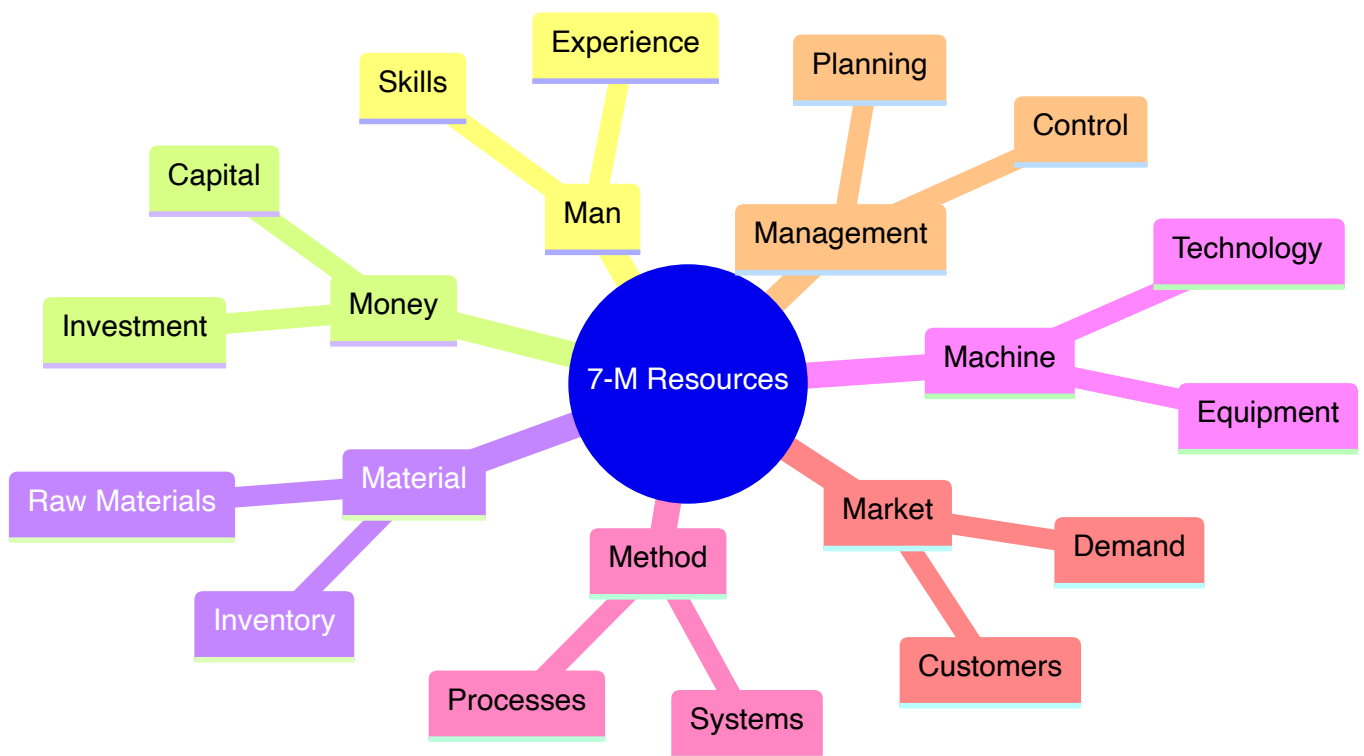 Experience
Planning
Skills
Control
Capital
Man
Management
Technology
Investment
Money
7-M Resources
Machine
Equipment
Raw Materials
Material
Market
Demand
Method
Inventory
Customers
Processes
Systems